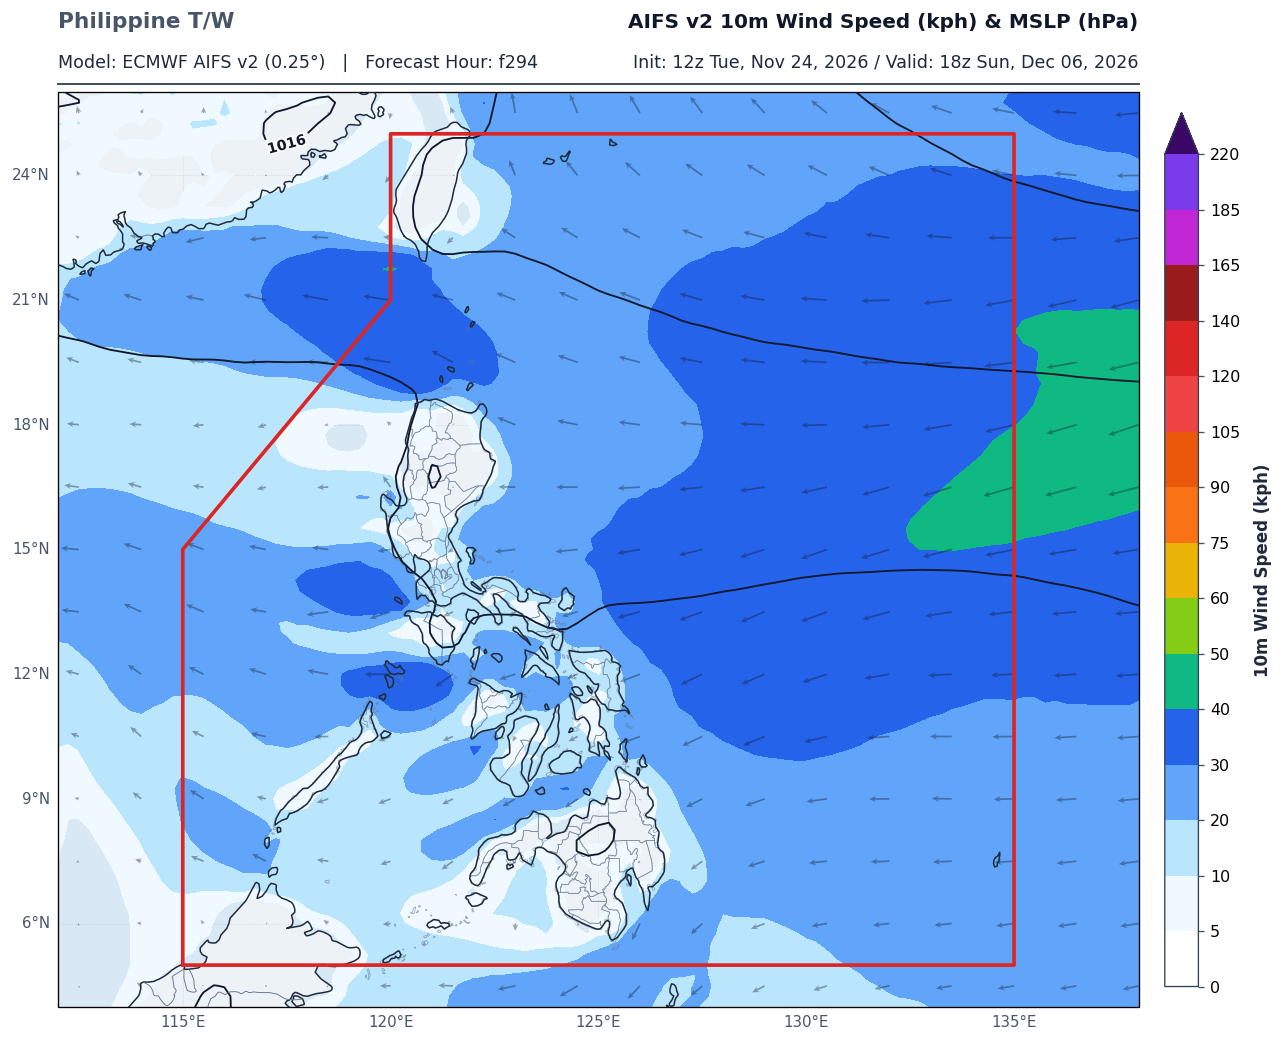 Philippine T/W
AIFS v2 10m Wind Speed (kph) & MSLP (hPa)
Model: ECMWF AIFS v2 (0.25°) | Forecast Hour: f294
Init: 12z Tue, Nov 24, 2026 / Valid: 18z Sun, Dec 06, 2026
1016
24°N
21°N
18°N
15°N
12°N
9°N
6°N
115°E
120°E
125°E
130°E
135°E
220
185
165
140
120
105
90
75
60
50
40
30
20
10
5
0
10m Wind Speed (kph)